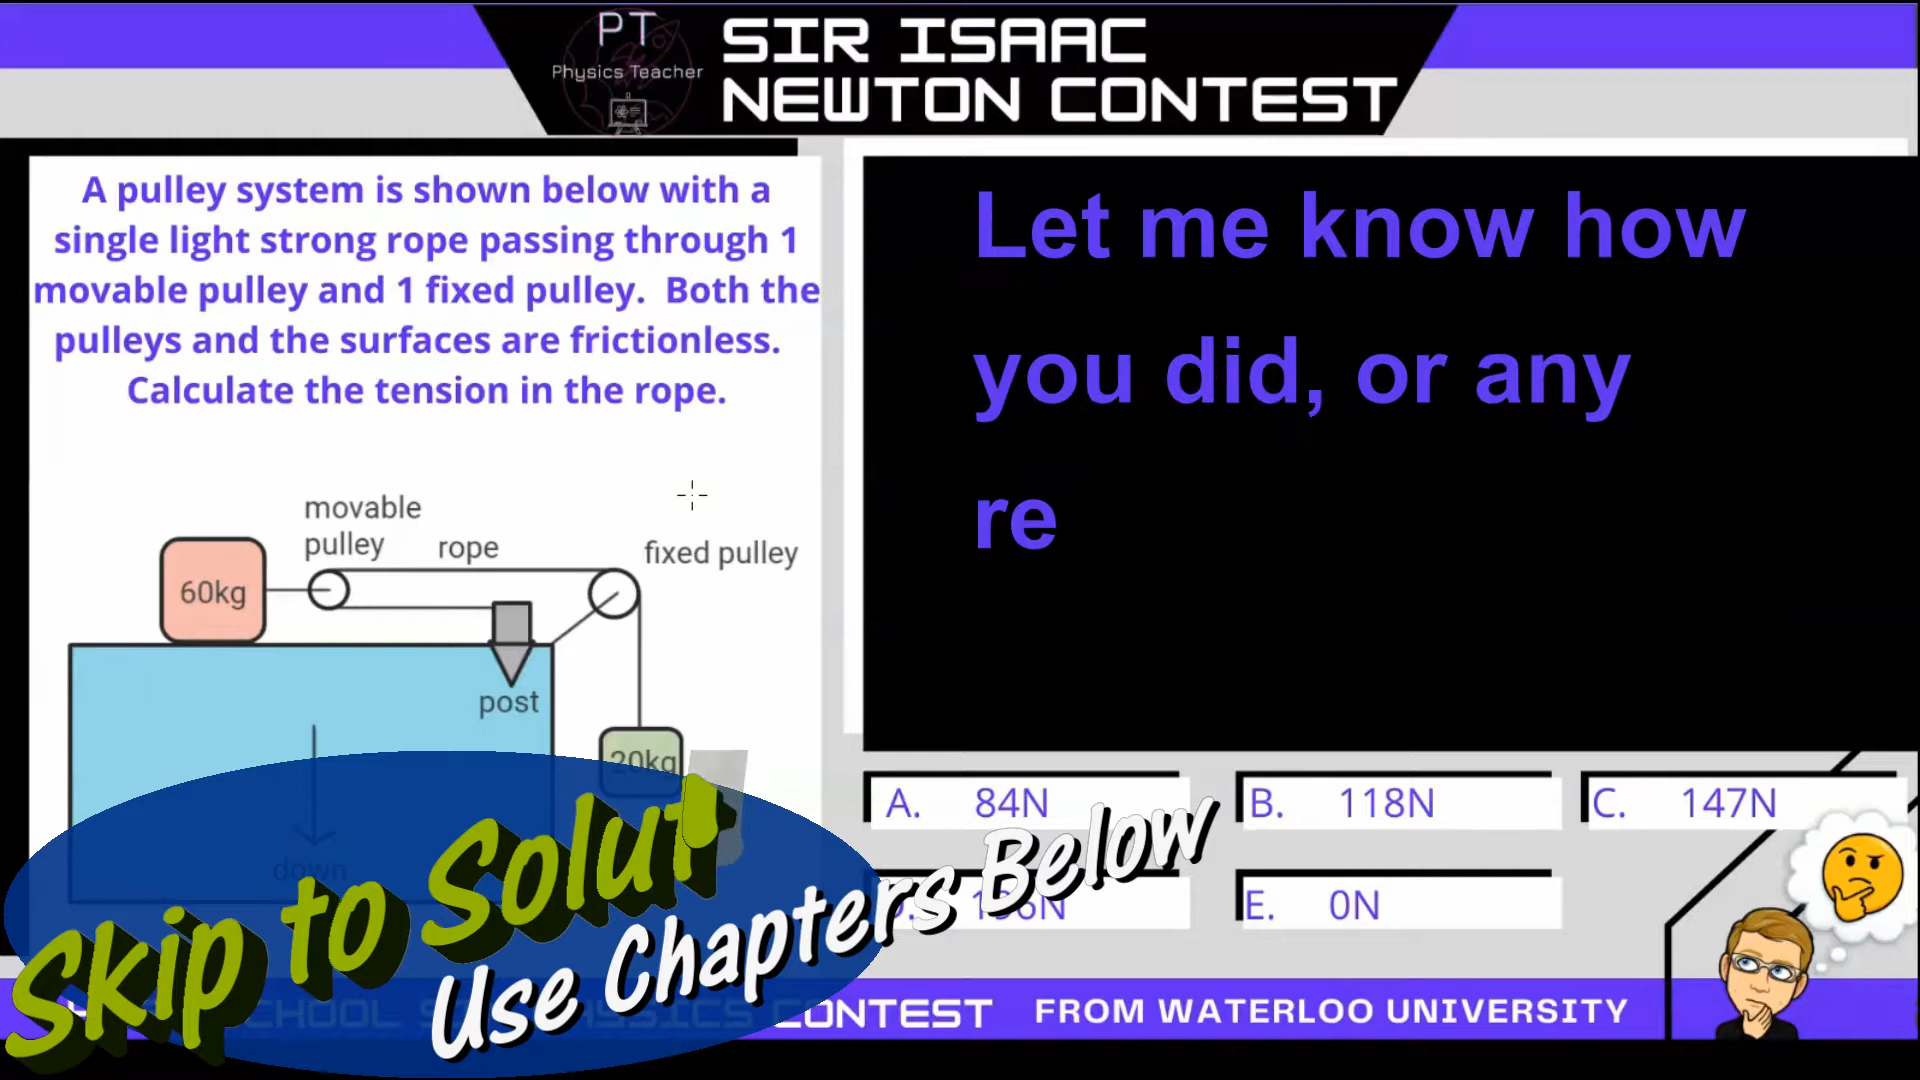 PT
Physics Teacher
SIR ISAAC
NEWTON CONTEST
A pulley system is shown below with a
single light strong rope passing through 1
movable pulley and 1 fixed pulley. Both the
pulleys and the surfaces are frictionless.
Calculate the tension in the rope.
Let me know how
you did, or any
re
movable
pulley
rope
fixed pulley
60kg
post
20kg
down
A. 84N
B. 118N
C. 147N
E. 0N
Skip to Solut
Use Chapters Below
CONTEST FROM WATERLOO UNIVERSITY